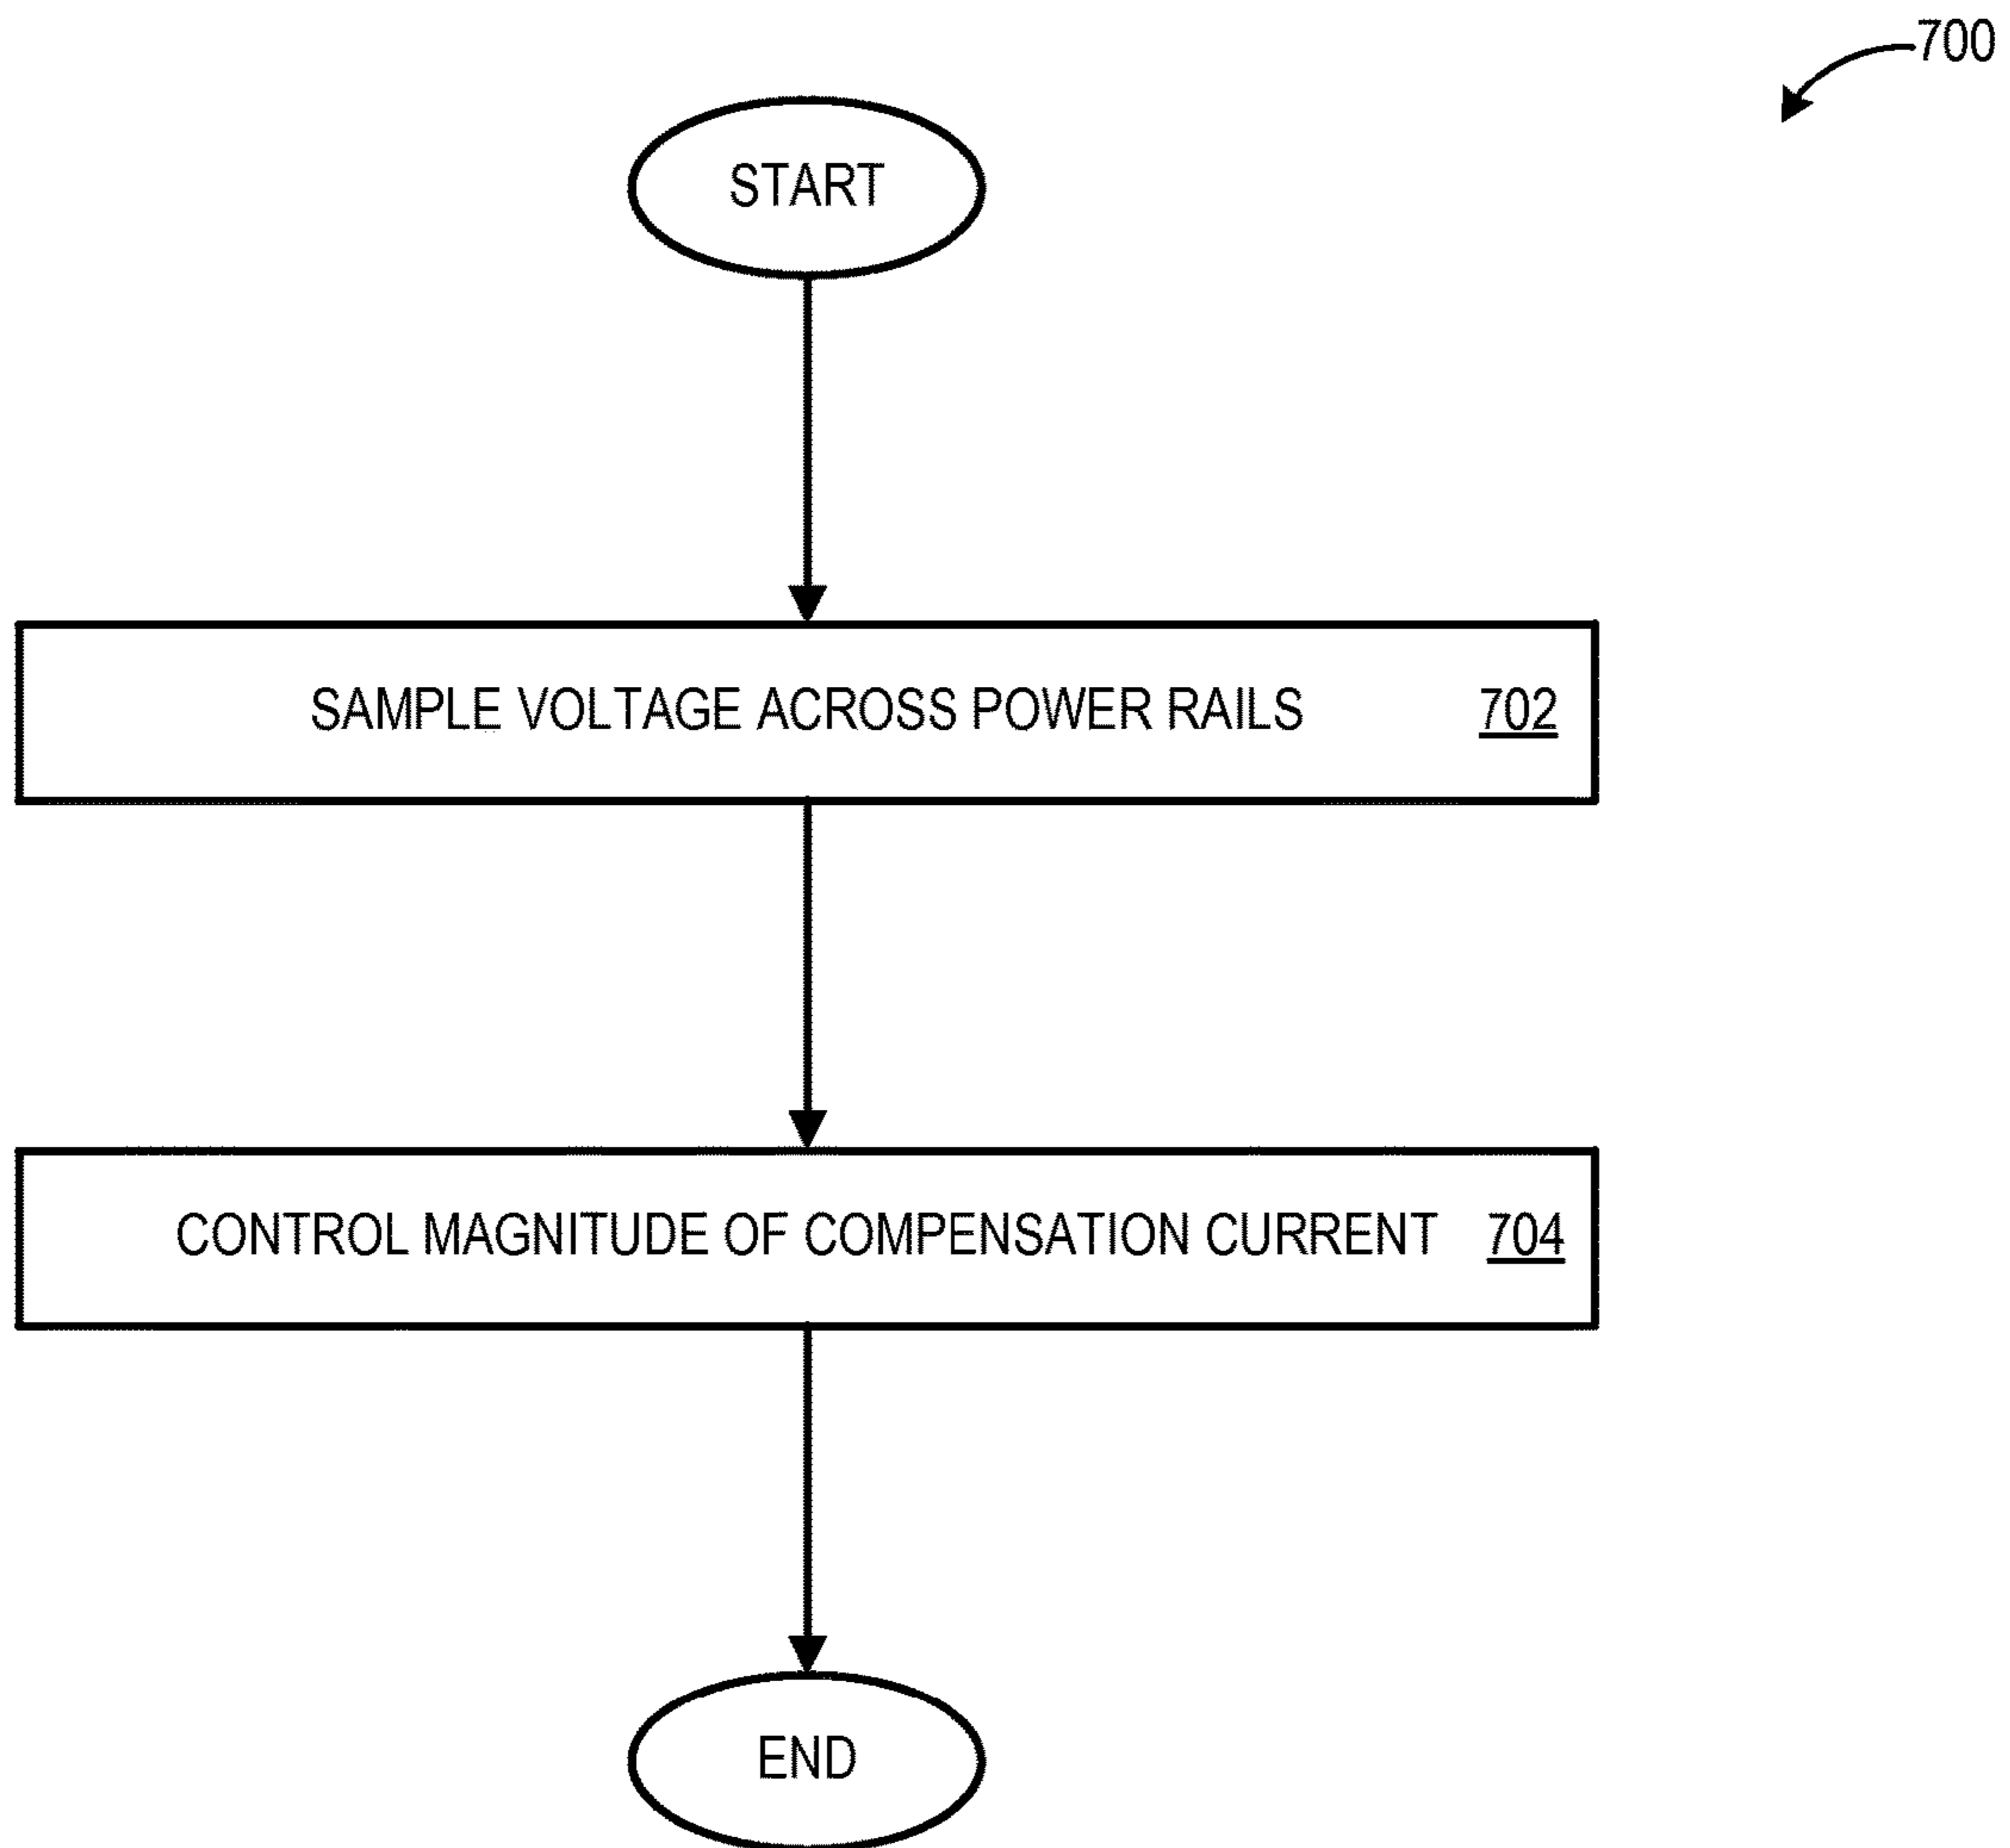 700
START
SAMPLE VOLTAGE ACROSS POWER RAILS 702
CONTROL MAGNITUDE OF COMPENSATION CURRENT 704
END